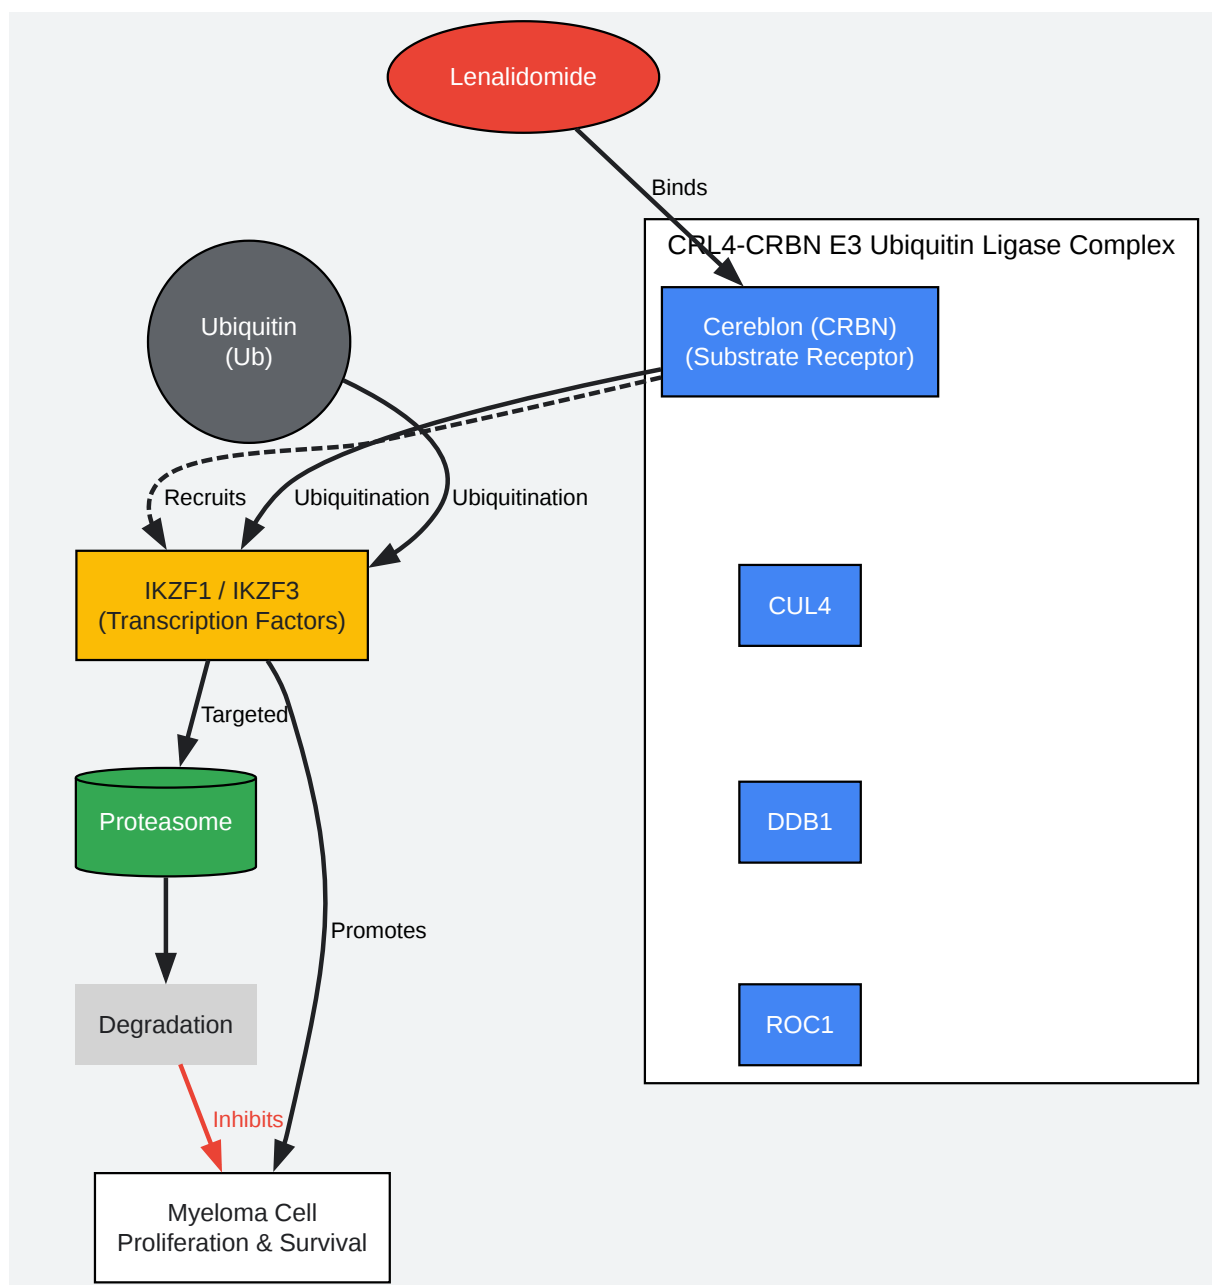 Lenalidomide
Binds
CRL4-CRBN E3 Ubiquitin Ligase Complex
Ubiquitin
(Ub)
Cereblon (CRBN)
(Substrate Receptor)
Recruits
Ubiquitination
Ubiquitination
IKZF1 / IKZF3
(Transcription Factors)
CUL4
Targeted
Proteasome
DDB1
Promotes
Degradation
ROC1
Inhibits
Myeloma Cell
Proliferation & Survival